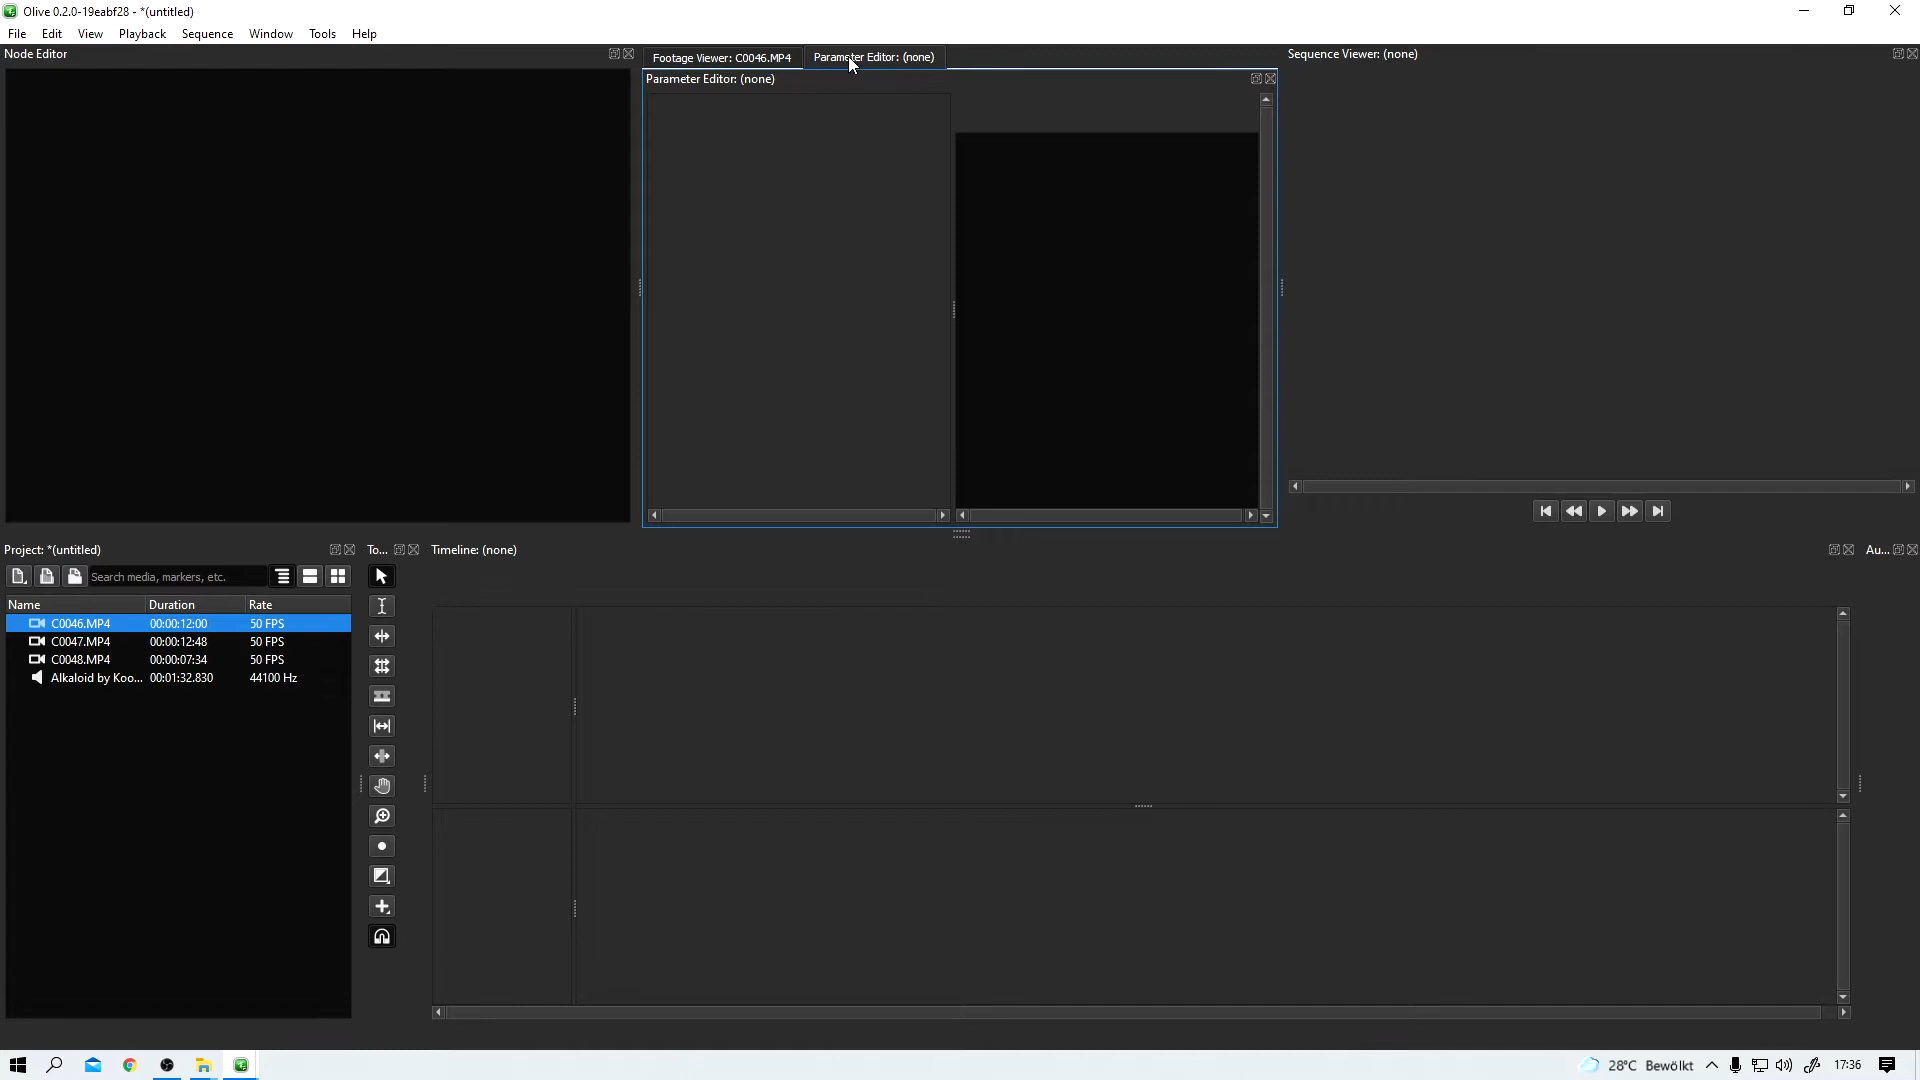 Olive 0.2.0-19eabf28 - *(untitled)
File Edit View Playback Sequence Window Tools Help
Node Editor
Footage Viewer: C0046.MP4 Parameter Editor: (none)
Parameter Editor: (none)
Sequence Viewer: (none)
Project: *(untitled)
To...
Timeline: (none)
Au...
Search media, markers, etc.
Name Duration Rate
C0046.MP4 00:00:12:00 50 FPS
C0047.MP4 00:00:12:48 50 FPS
C0048.MP4 00:00:07:34 50 FPS
Alkaloid by Koo... 00:01:32.830 44100 Hz
28°C Bewölkt
17:36